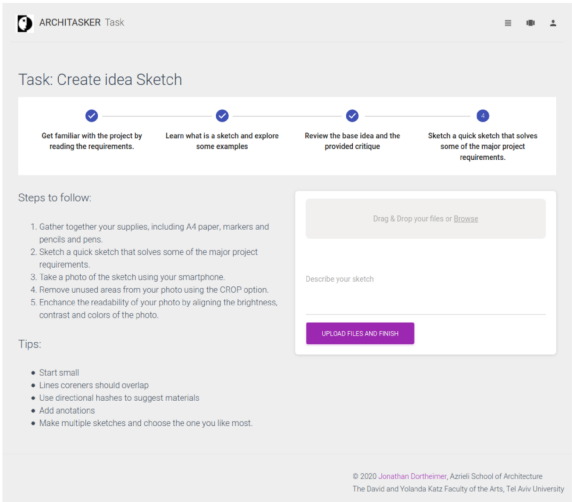 ARCHITASKER Task
Task: Create idea Sketch
4
Get familiar with the project by
reading the requirements.
Learn what is a sketch and explore
some examples
Review the base idea and the
provided critique
Sketch a quick sketch that solves
some of the major project
requirements.
Steps to follow:
1. Gather together your supplies, including A4 paper, markers and
pencils and pens.
2. Sketch a quick sketch that solves some of the major project
requirements.
3. Take a photo of the sketch using your smartphone.
4. Remove unused areas from your photo using the CROP option.
5. Enchance the readability of your photo by aligning the brightness,
contrast and colors of the photo.
Tips:
• Start small
• Lines coreners should overlap
• Use directional hashes to suggest materials
• Add anotations
• Make multiple sketches and choose the one you like most.
Drag & Drop your files or Browse
Describe your sketch
UPLOAD FILES AND FINISH
© 2020 Jonathan Dortheimer, Azrieli School of Architecture
The David and Yolanda Katz Faculty of the Arts, Tel Aviv University